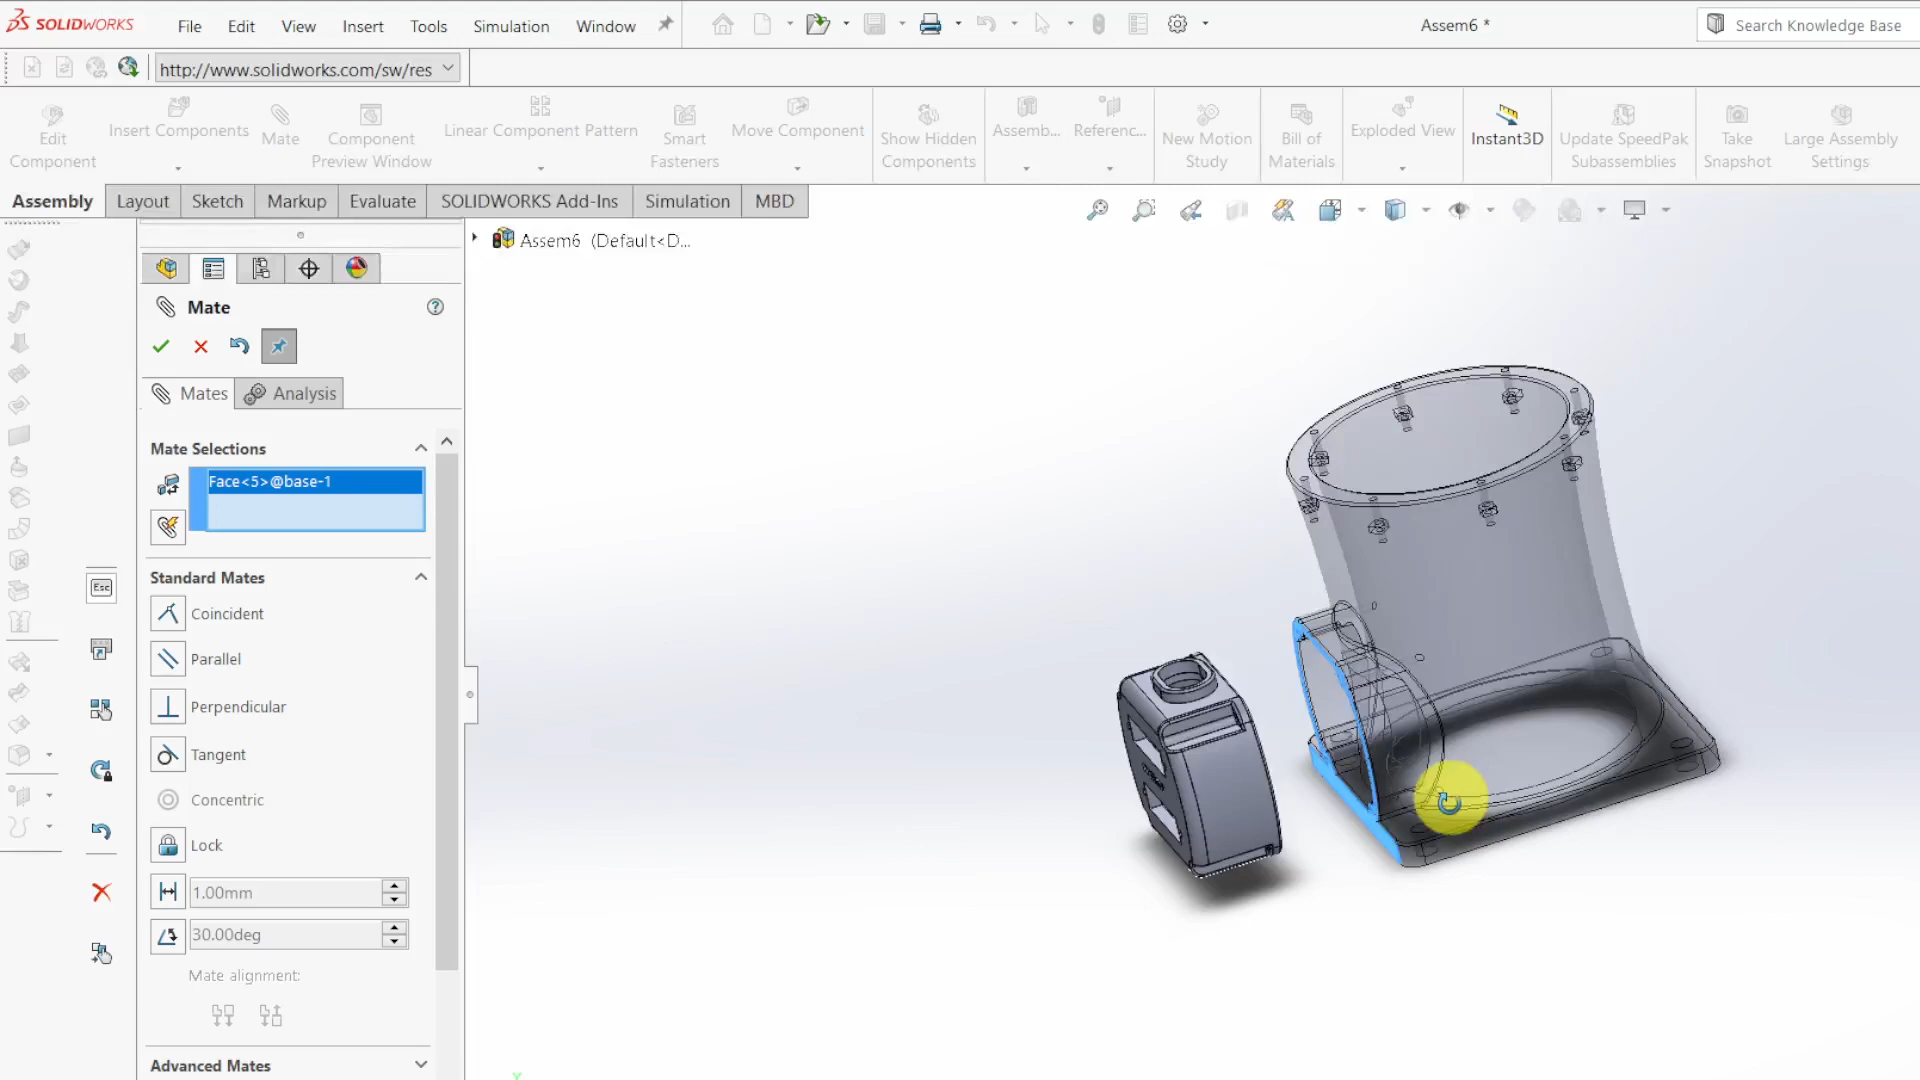 SOLIDWORKS File Edit View Insert Tools Simulation Window Assem6 * Search Knowledge Base
http://www.solidworks.com/sw/res
Edit Component
Insert Components
Mate
Component Preview Window
Linear Component Pattern
Smart Fasteners
Move Component
Show Hidden Components
Assemb...
Referenc...
New Motion Study
Bill of Materials
Exploded View
Instant3D
Update SpeedPak Subassemblies
Take Snapshot
Large Assembly Settings
Assembly Layout Sketch Markup Evaluate SOLIDWORKS Add-Ins Simulation MBD
Assem6 (Default<D...
Mate
Mates Analysis
Mate Selections
Face<5>@base-1
Standard Mates
Coincident
Parallel
Perpendicular
Tangent
Concentric
Esc
Lock
1.00mm
30.00deg
Mate alignment:
Advanced Mates